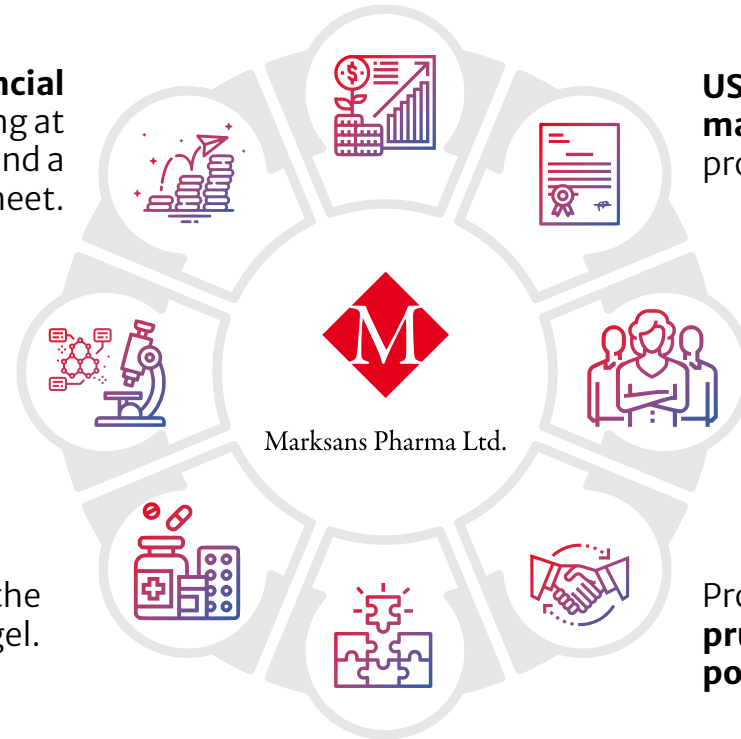 ncial
ng at
nd a
heet.
US
ma
pro
M
Marksans Pharma Ltd.
the
gel.
Pro
pru
po